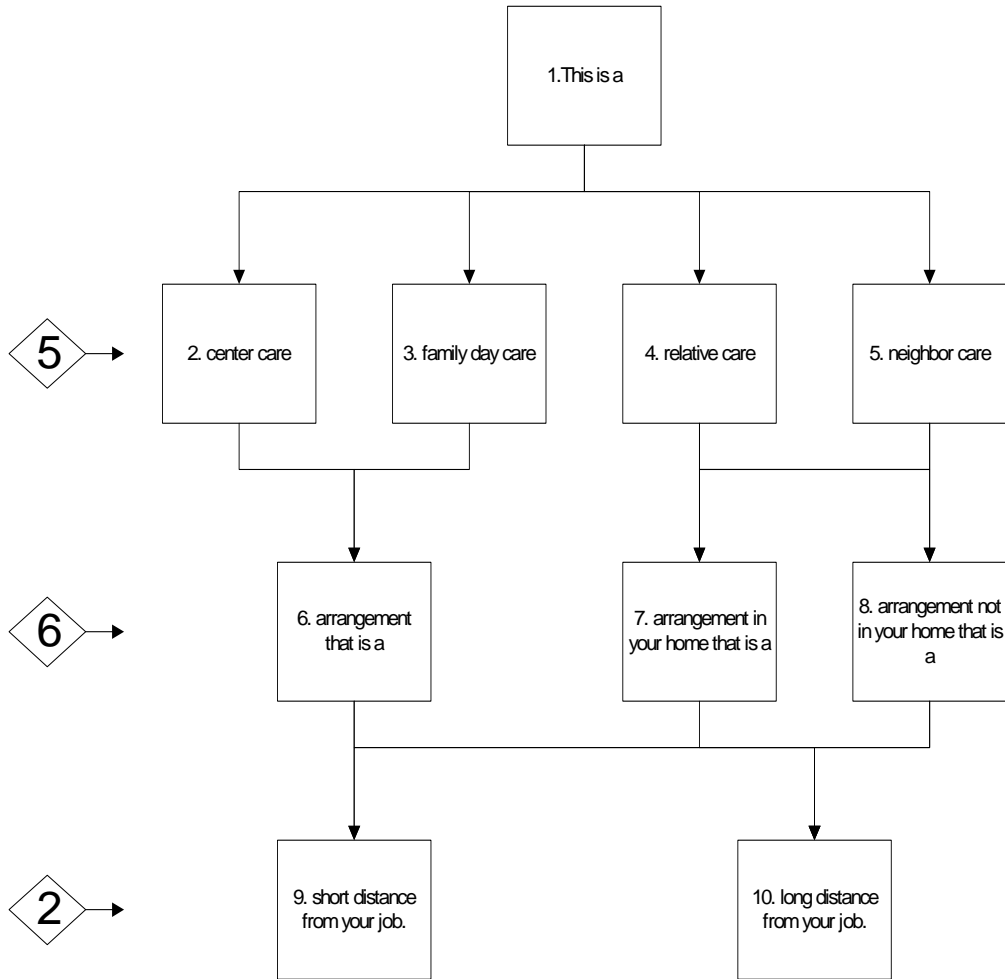 1.This is a
5
2. center care
3. family day care
4. relative care
5. neighbor care
6
6. arrangement
that is a
7. arrangement in
your home that is a
8. arrangement not
in your home that is
a
2
9. short distance
from your job.
10. long distance
from your job.